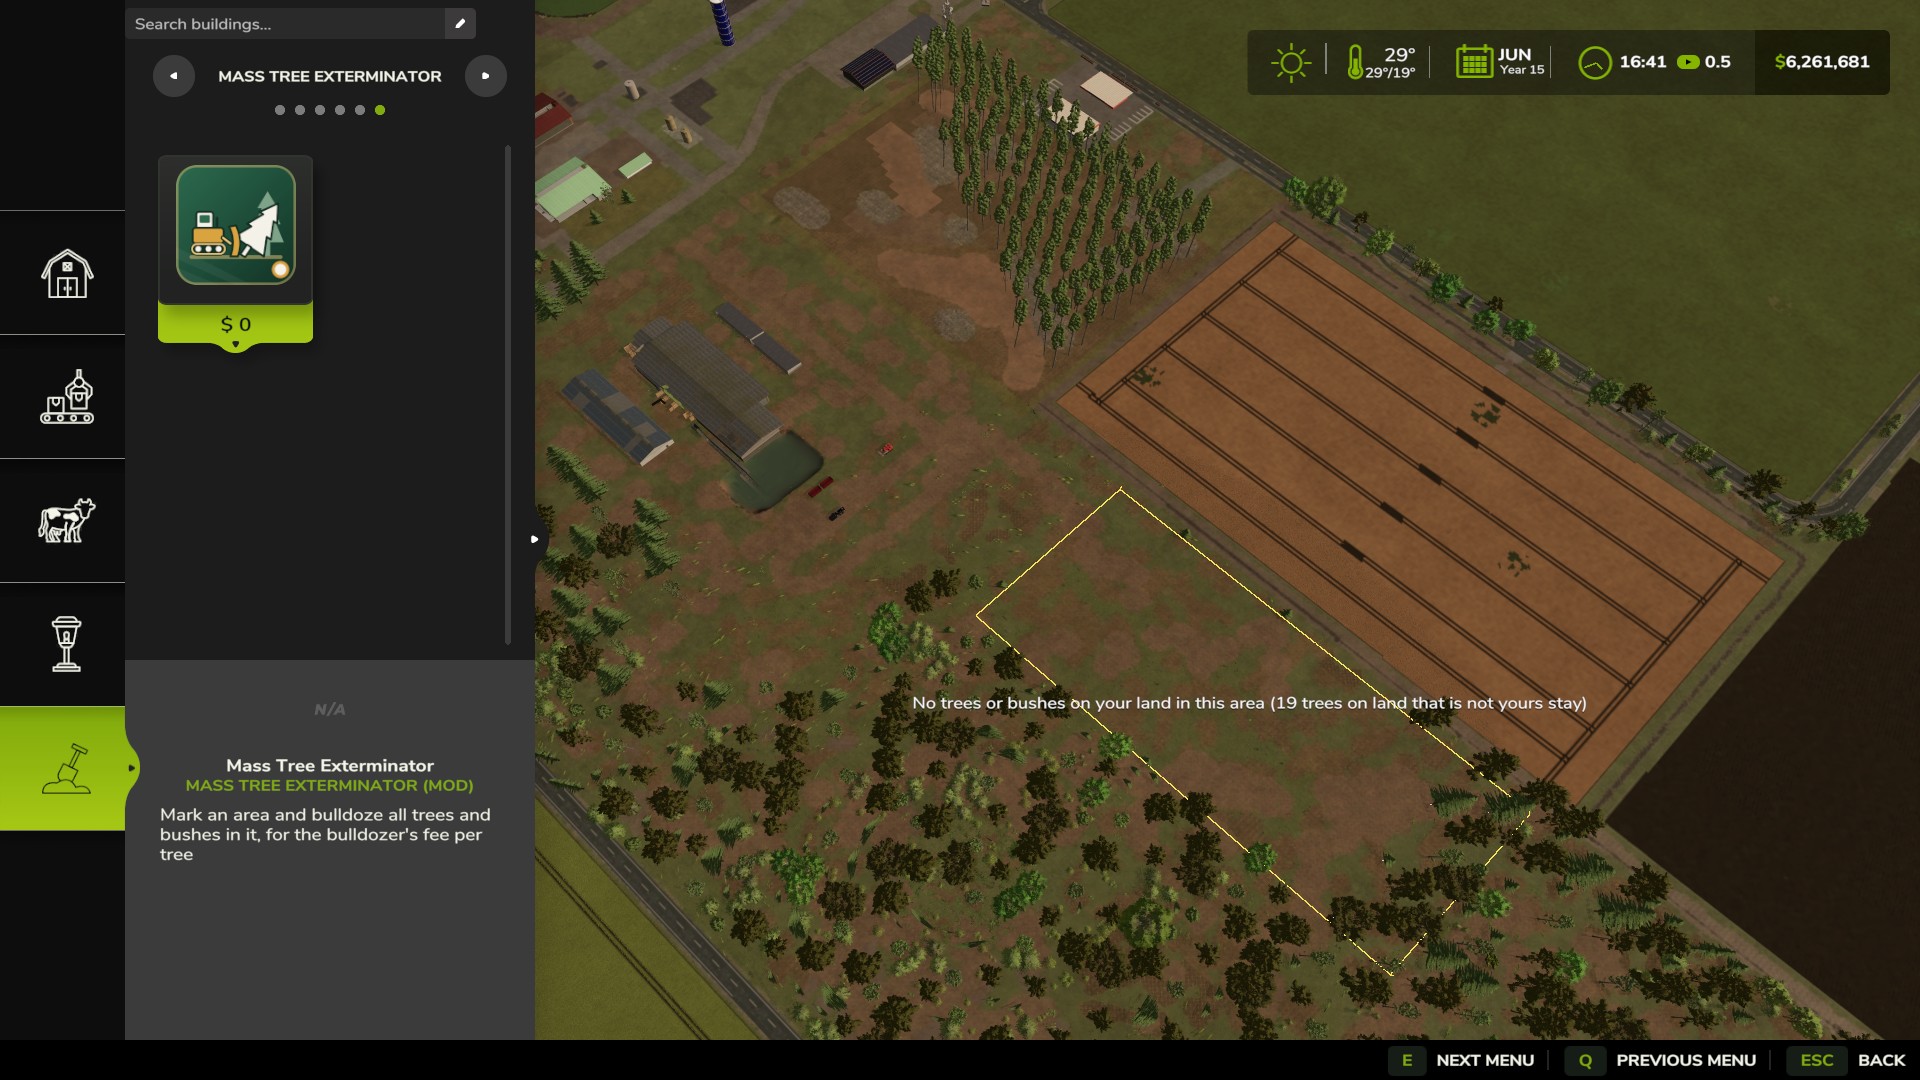 Search buildings...
MASS TREE EXTERMINATOR
$ 0
N/A
Mass Tree Exterminator
MASS TREE EXTERMINATOR (MOD)
Mark an area and bulldoze all trees and
bushes in it, for the bulldozer's fee per
tree
29°
29°/19°
JUN
Year 15
16:41
0.5
$6,261,681
No trees or bushes on your land in this area (19 trees on land that is not yours stay)
E NEXT MENU Q PREVIOUS MENU ESC BACK